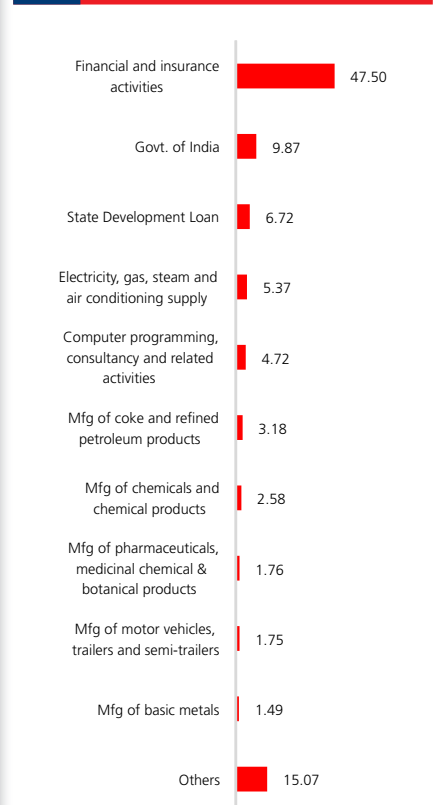 Financial and insurance
activities
47.50
Govt. of India
9.87
State Development Loan
6.72
Electricity, gas, steam and
air conditioning supply
5.37
Computer programming,
consultancy and related
activities
4.72
Mfg of coke and refined
petroleum products
3.18
Mfg of chemicals and
chemical products
2.58
Mfg of pharmaceuticals,
medicinal chemical &
botanical products
1.76
Mfg of motor vehicles,
trailers and semi-trailers
1.75
Mfg of basic metals
1.49
Others
15.07